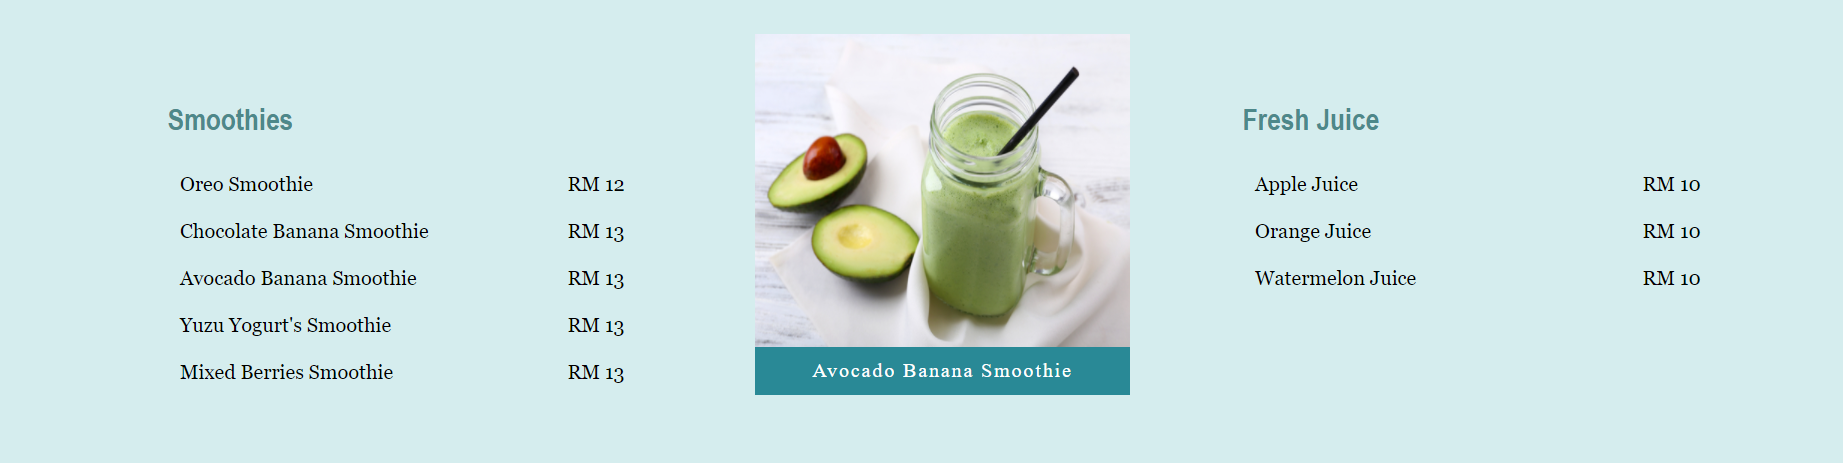 Smoothies
Oreo Smoothie RM 12
Chocolate Banana Smoothie RM 13
Avocado Banana Smoothie RM 13
Yuzu Yogurt's Smoothie RM 13
Mixed Berries Smoothie RM 13
Avocado Banana Smoothie
Fresh Juice
Apple Juice RM 10
Orange Juice RM 10
Watermelon Juice RM 10